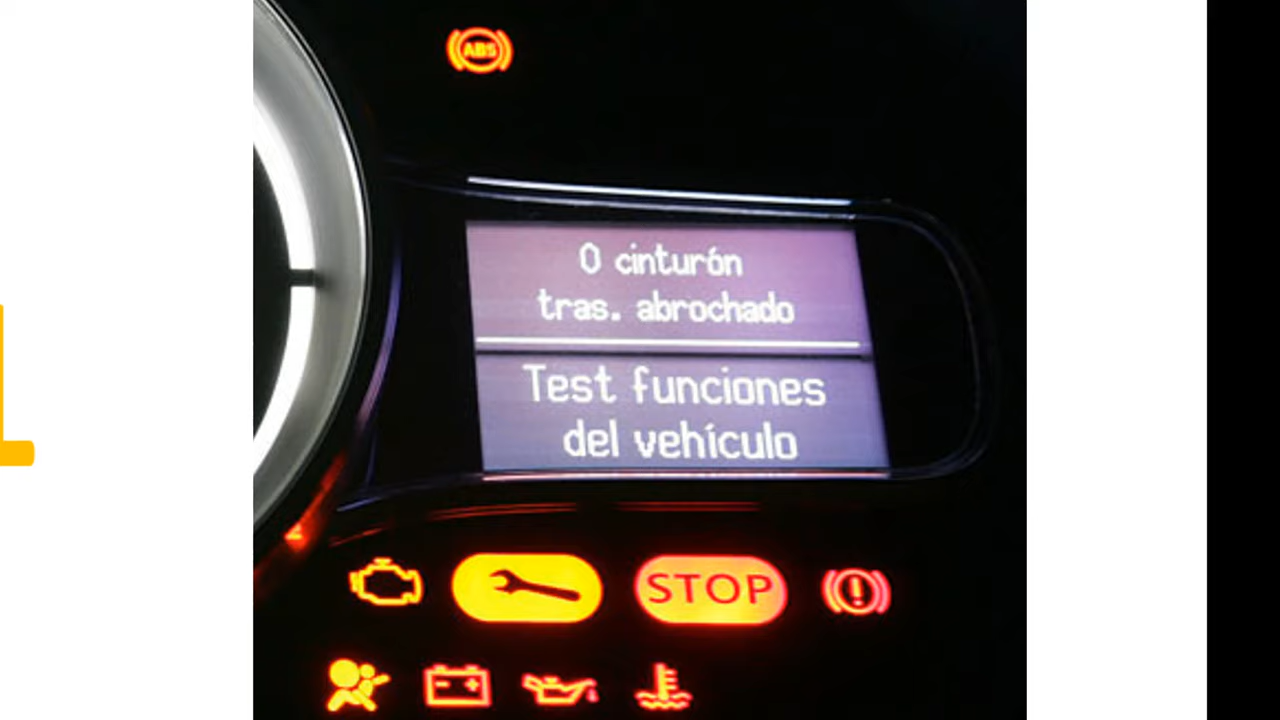 ABS
0 cinturón
tras. abrochado
Test funciones
del vehículo
STOP